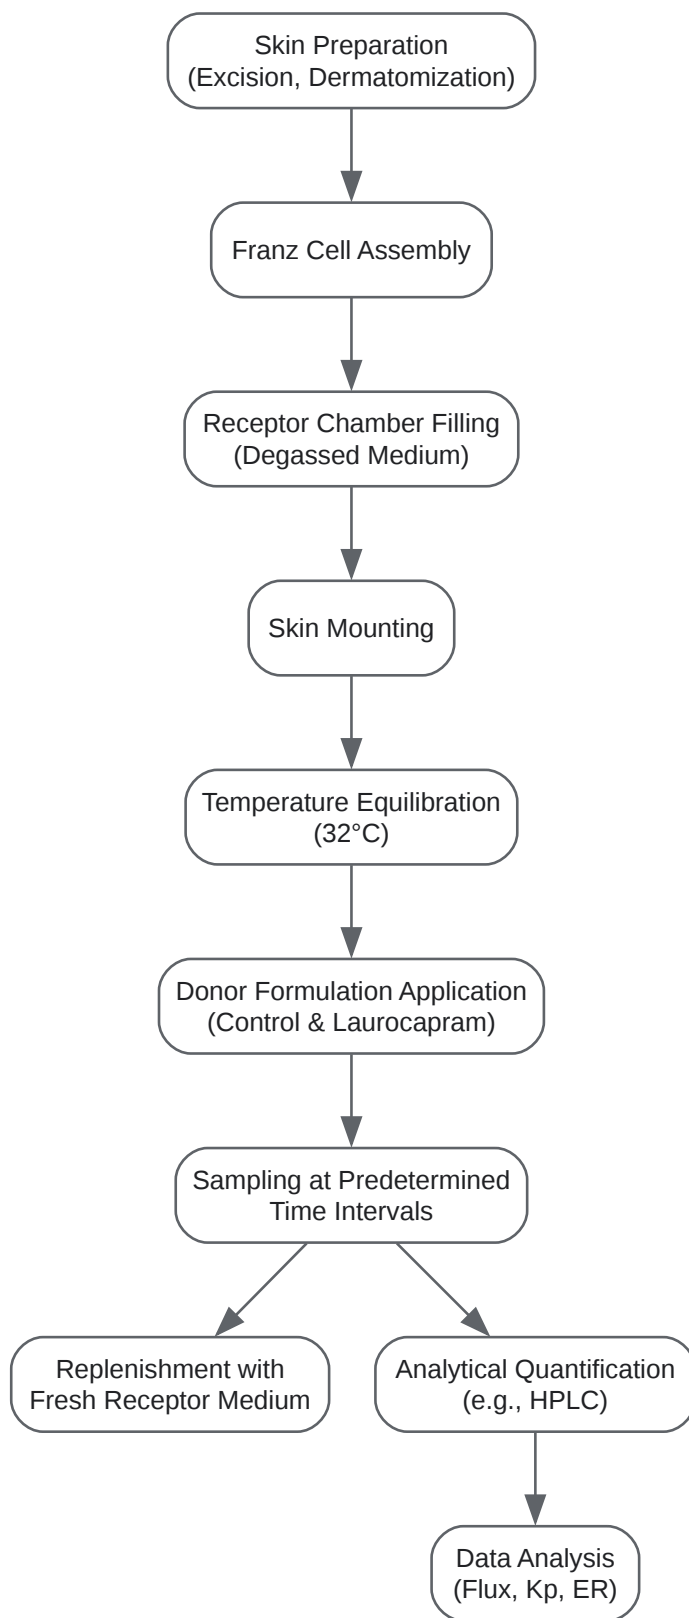 Skin Preparation
(Excision, Dermatomization)
Franz Cell Assembly
Receptor Chamber Filling
(Degassed Medium)
Skin Mounting
Temperature Equilibration
(32°C)
Donor Formulation Application
(Control & Laurocapram)
Sampling at Predetermined
Time Intervals
Replenishment with
Fresh Receptor Medium
Analytical Quantification
(e.g., HPLC)
Data Analysis
(Flux, Kp, ER)